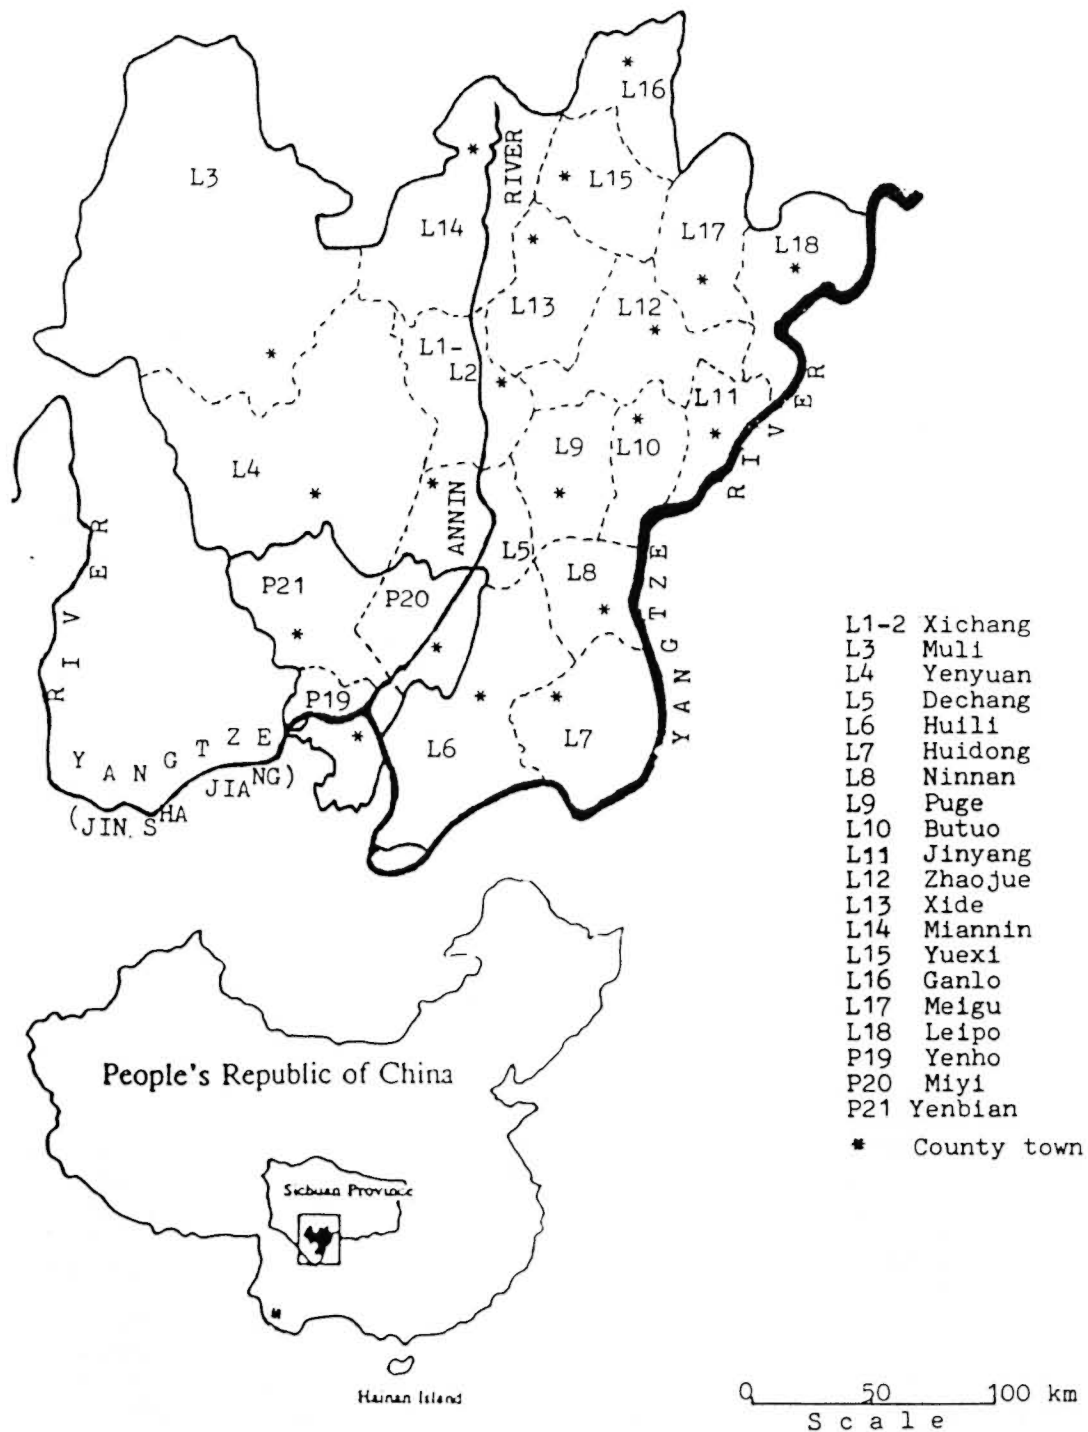 L16
RIVER
L3
L15
L14
L17
L18
L13
L12
L1-
L2
L11
L9
L10
RIVER
L4
ANNIN
L5
L8
P21
P20
RIVER
YANGTZE
P19
L6
L7
YANGTZE
(JIN SHA JIANG)
L1-2 Xichang
L3 Muli
L4 Yenyuan
L5 Dechang
L6 Huili
L7 Huidong
L8 Ninnan
L9 Puge
L10 Butuo
L11 Jinyang
L12 Zhaojue
L13 Xide
L14 Miannin
L15 Yuexi
L16 Ganlo
L17 Meigu
L18 Leipo
P19 Yenho
P20 Miyi
P21 Yenbian
* County town
People's Republic of China
Sichuan Province
Hainan Island
0 50 100 km
Scale